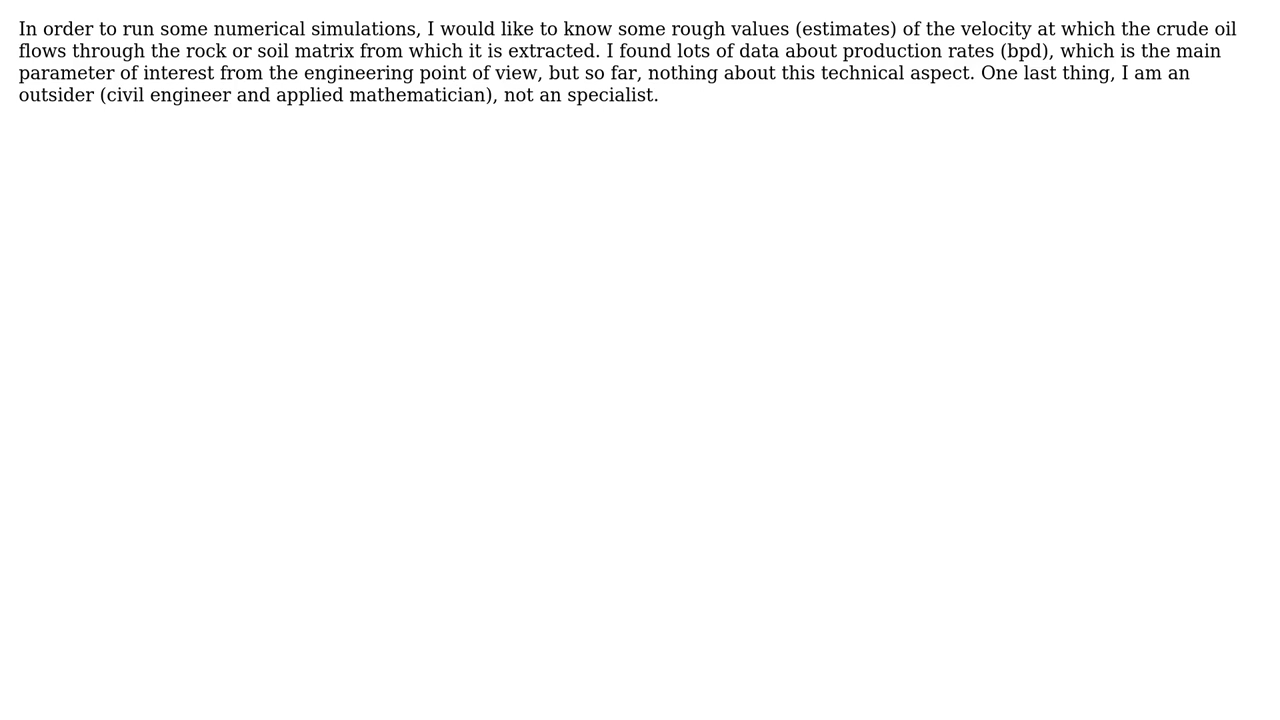 In order to run some numerical simulations, I would like to know some rough values (estimates) of the velocity at which the crude oil
flows through the rock or soil matrix from which it is extracted. I found lots of data about production rates (bpd), which is the main
parameter of interest from the engineering point of view, but so far, nothing about this technical aspect. One last thing, I am an
outsider (civil engineer and applied mathematician), not an specialist.